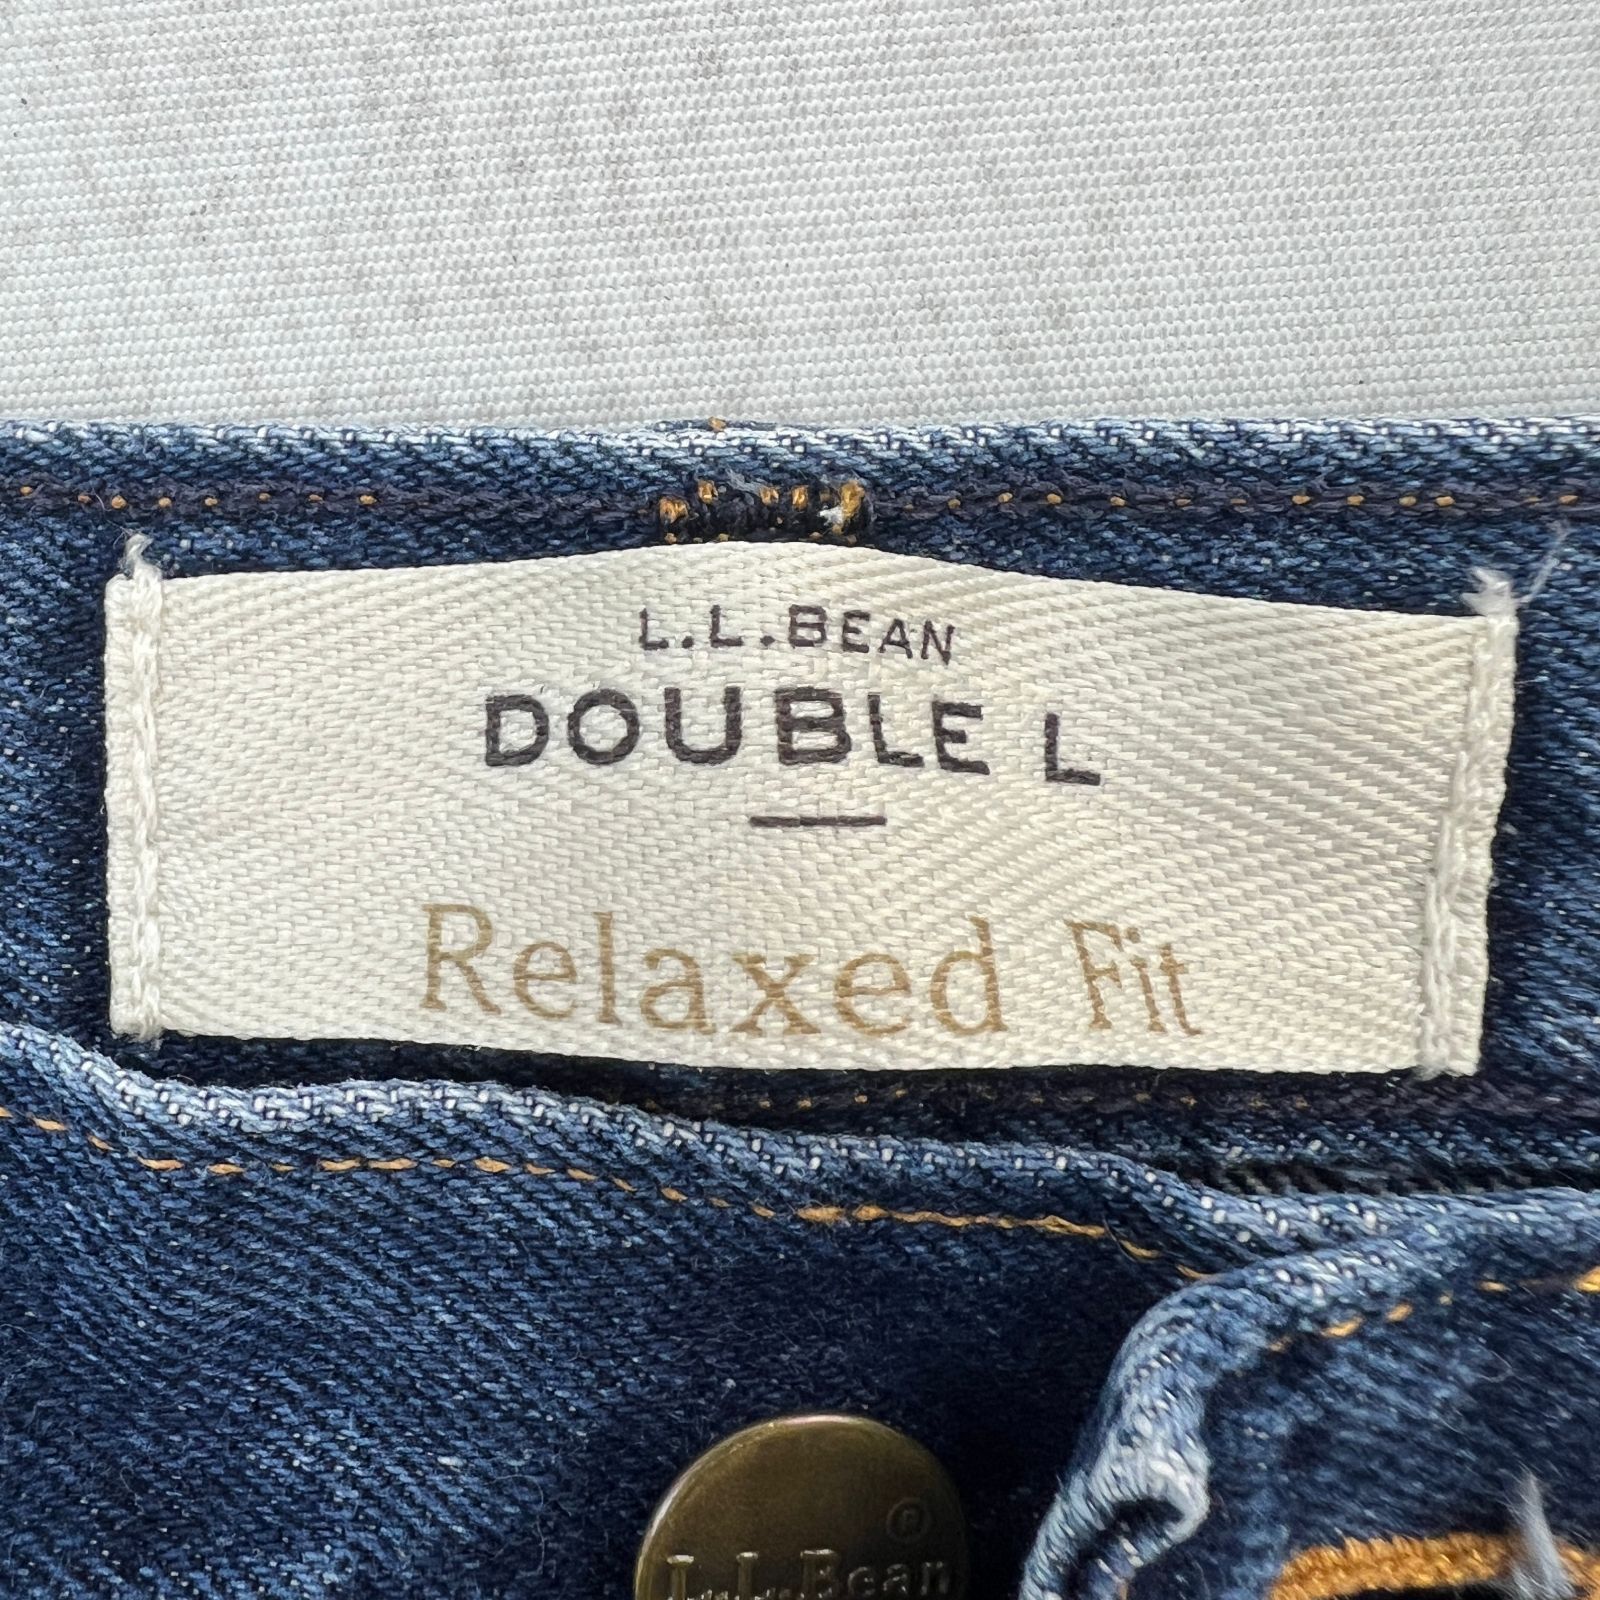 L.L.BEAN
DOUBLE L
Relaxed Fit
®
L.L.Bean